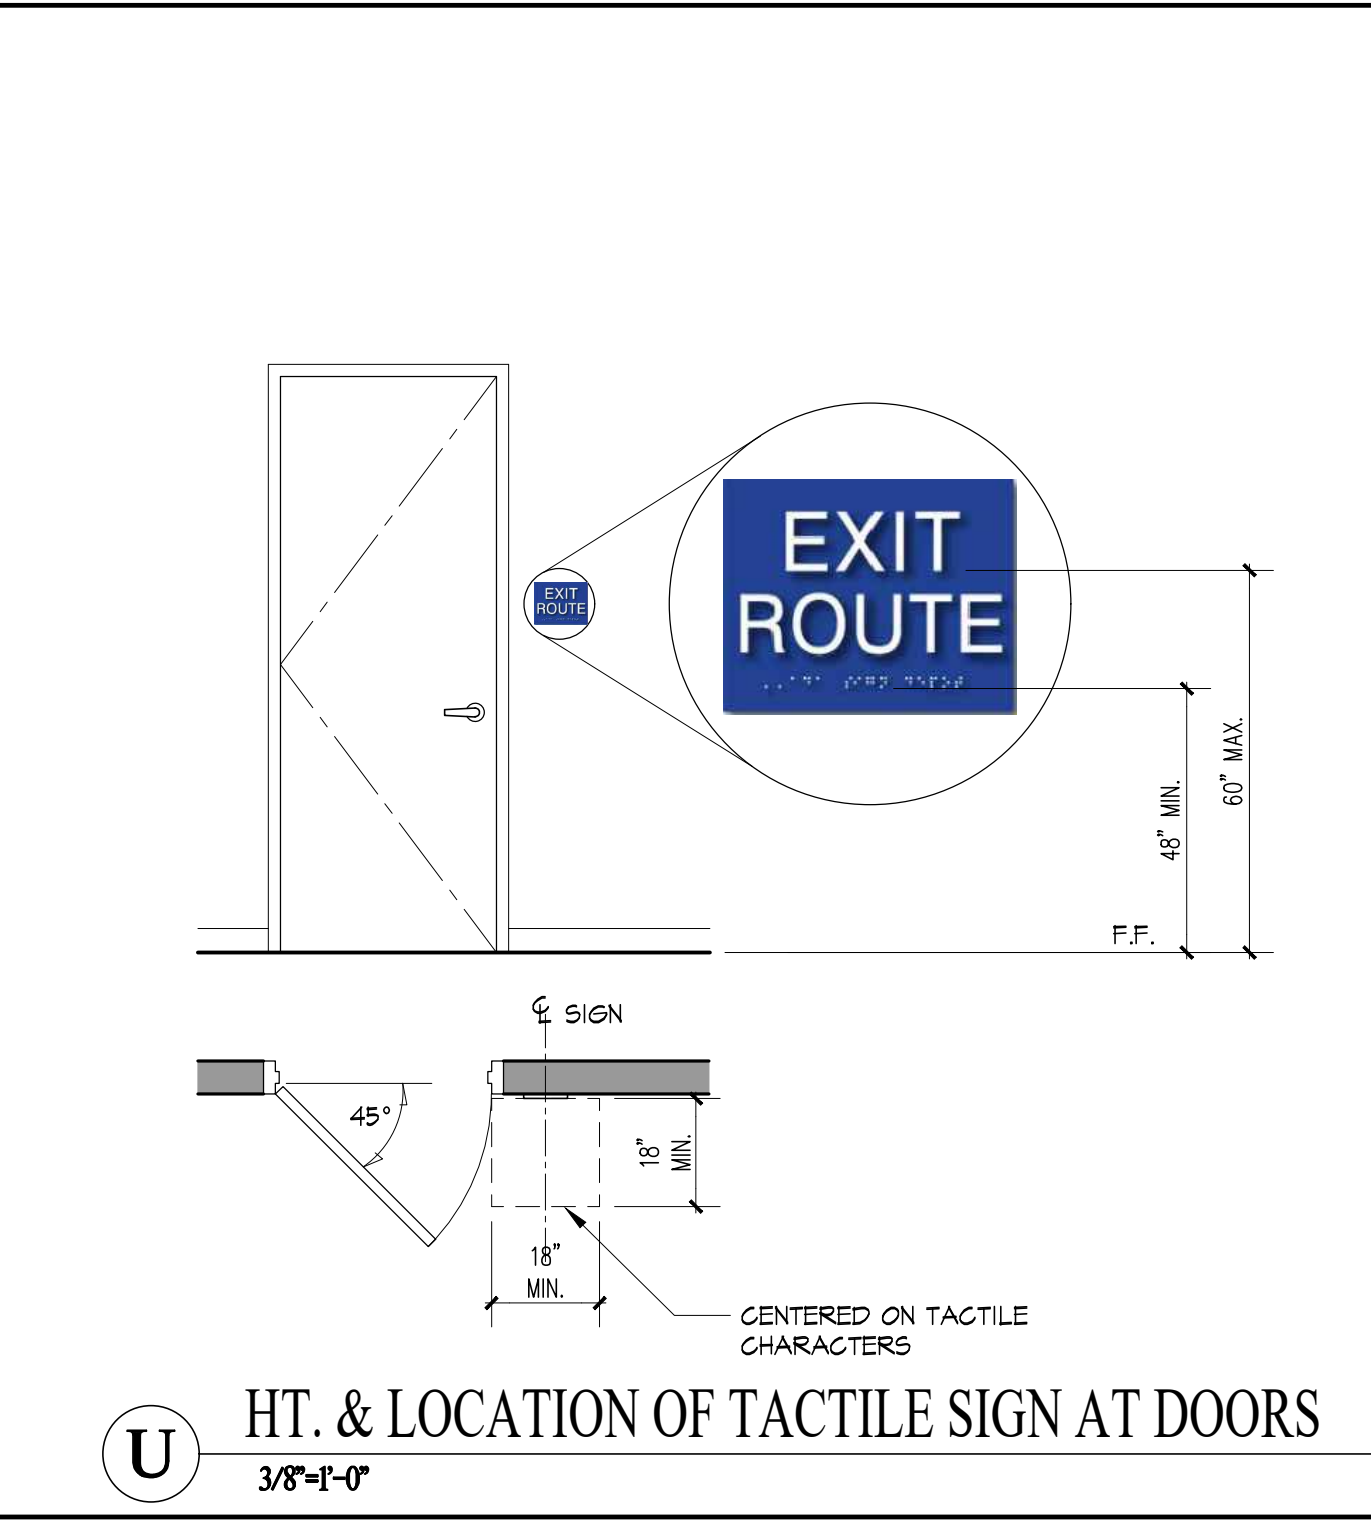 EXIT
ROUTE
EXIT
ROUTE
60" MAX.
48" MIN.
F.F.
℄ SIGN
45°
18"
MIN.
18"
MIN.
CENTERED ON TACTILE
CHARACTERS
U
HT. & LOCATION OF TACTILE SIGN AT DOORS
3/8"=1'-0"